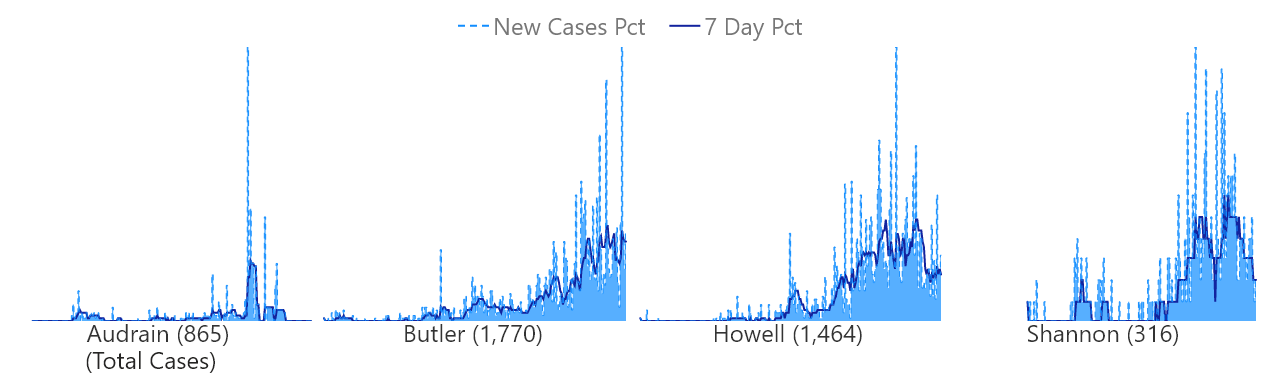 New Cases Pct 7 Day Pct
Audrain (865) Butler (1,770) Howell (1,464) Shannon (316)
(Total Cases)